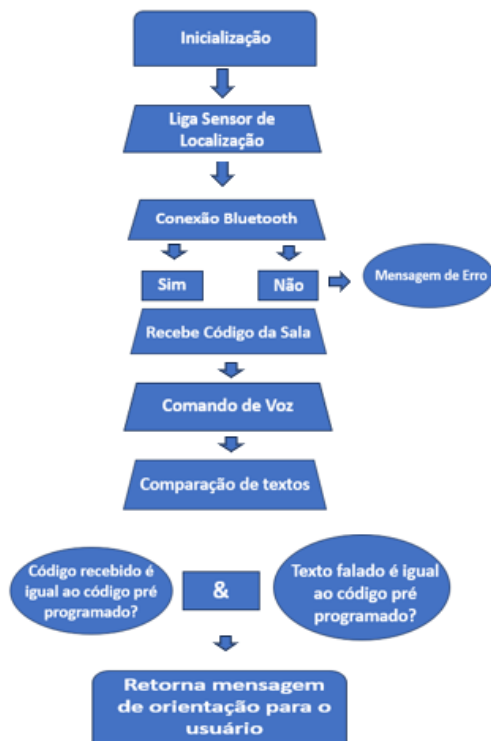 Inicialização
Liga Sensor de
Localização
Conexão Bluetooth
Sim
Não
Mensagem de Erro
Recebe Código da Sala
Comando de Voz
Comparação de textos
Código recebido é
igual ao código pré
programado?
&
Texto falado é igual
ao código pré
programado?
Retorna mensagem
de orientação para o
usuário